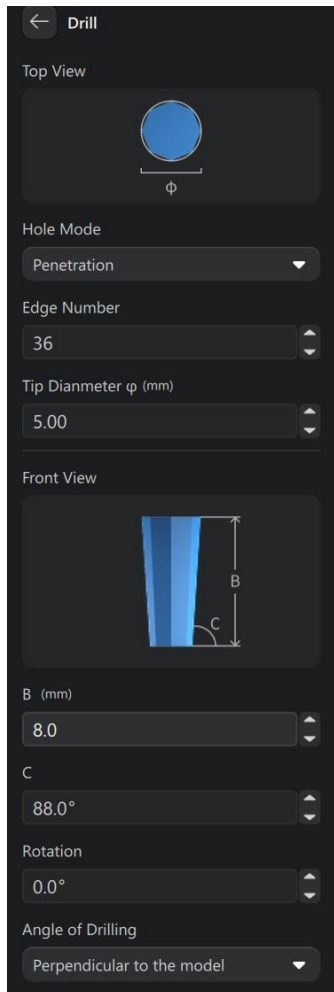 Drill
Top View
φ
Hole Mode
Penetration
Edge Number
36
Tip Dianmeter φ (mm)
5.00
Front View
B
C
B (mm)
8.0
C
88.0°
Rotation
0.0°
Angle of Drilling
Perpendicular to the model